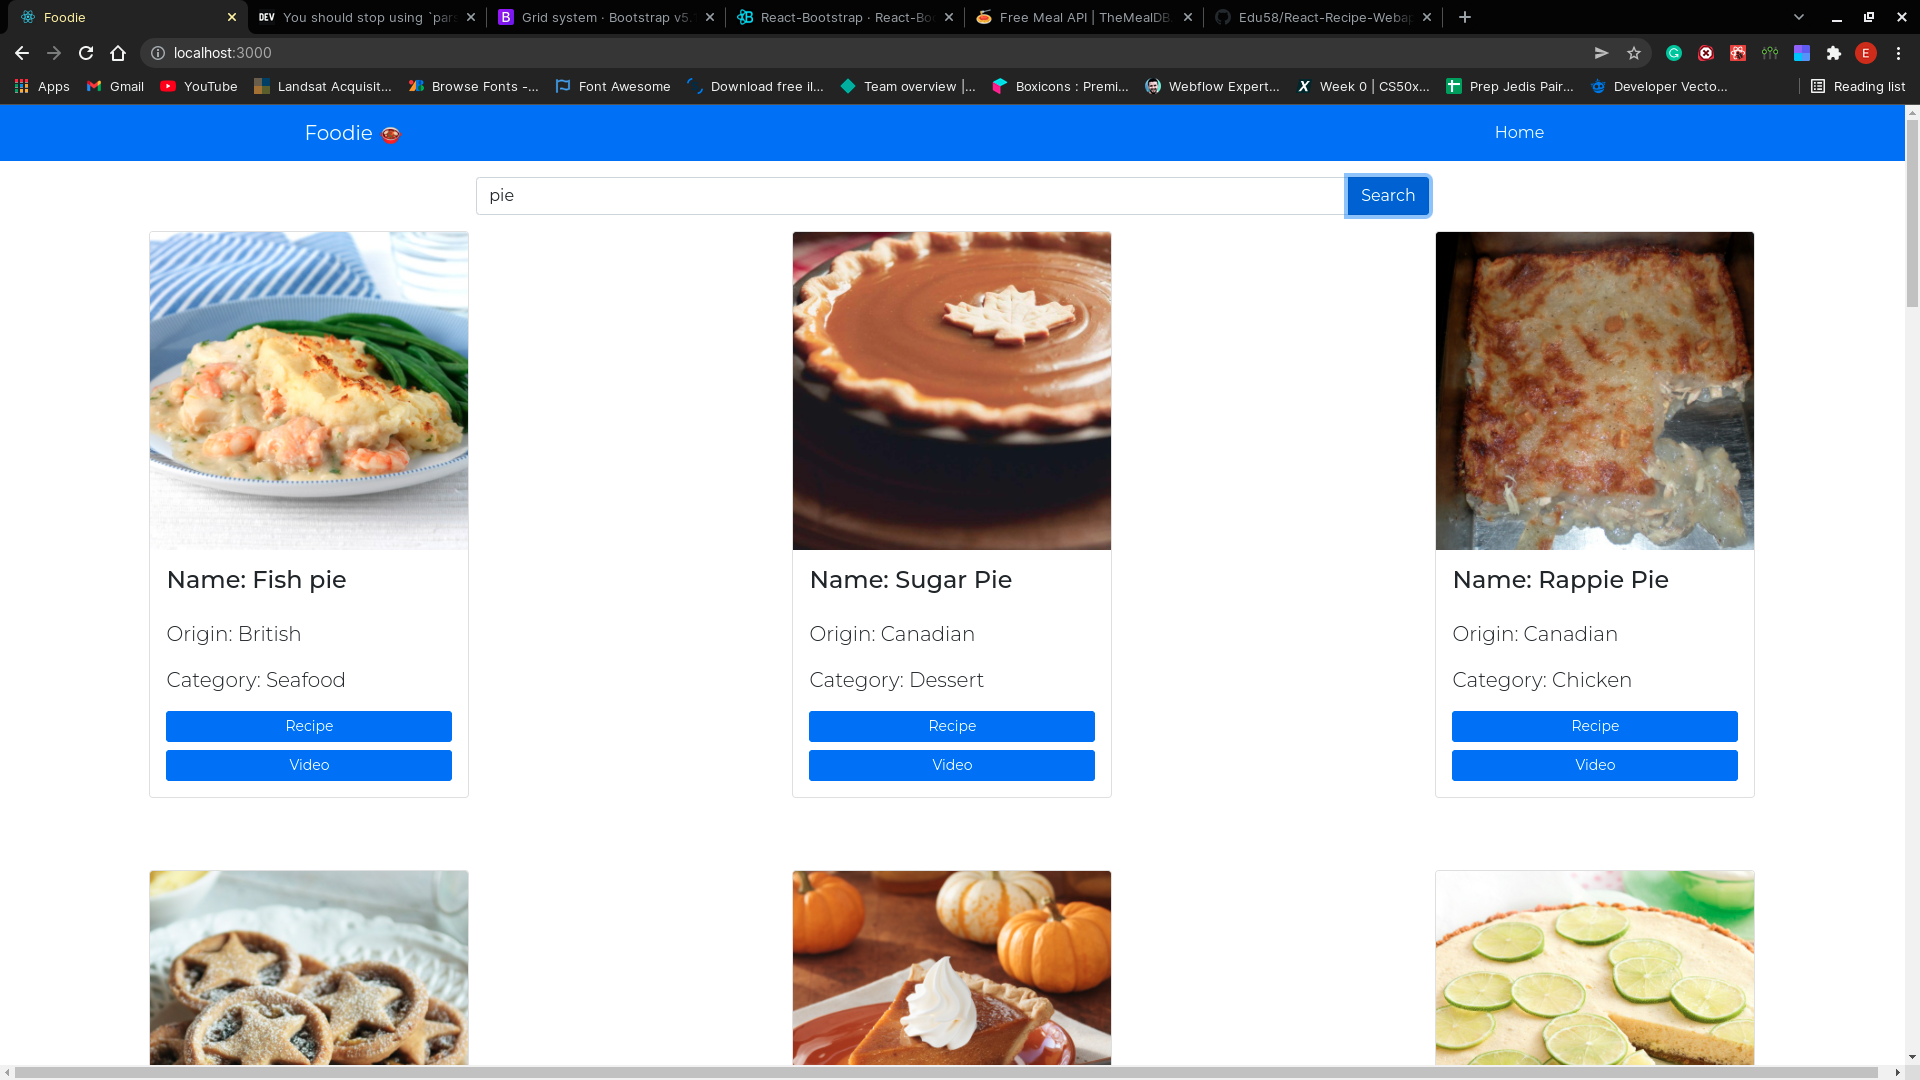 Foodie
DEV You should stop using `pars
B Grid system · Bootstrap v5.
React-Bootstrap · React-Bo
Free Meal API | TheMealDB
Edu58/React-Recipe-Webap
localhost:3000
E
Apps
Gmail
YouTube
Landsat Acquisit...
Browse Fonts -...
Font Awesome
Download free il...
Team overview |...
Boxicons : Premi...
Webflow Expert...
X Week 0 | CS50x...
Prep Jedis Pair...
Developer Vecto...
Reading list
Foodie
Home
pie
Search
Name: Fish pie
Origin: British
Category: Seafood
Recipe
Video
Name: Sugar Pie
Origin: Canadian
Category: Dessert
Recipe
Video
Name: Rappie Pie
Origin: Canadian
Category: Chicken
Recipe
Video